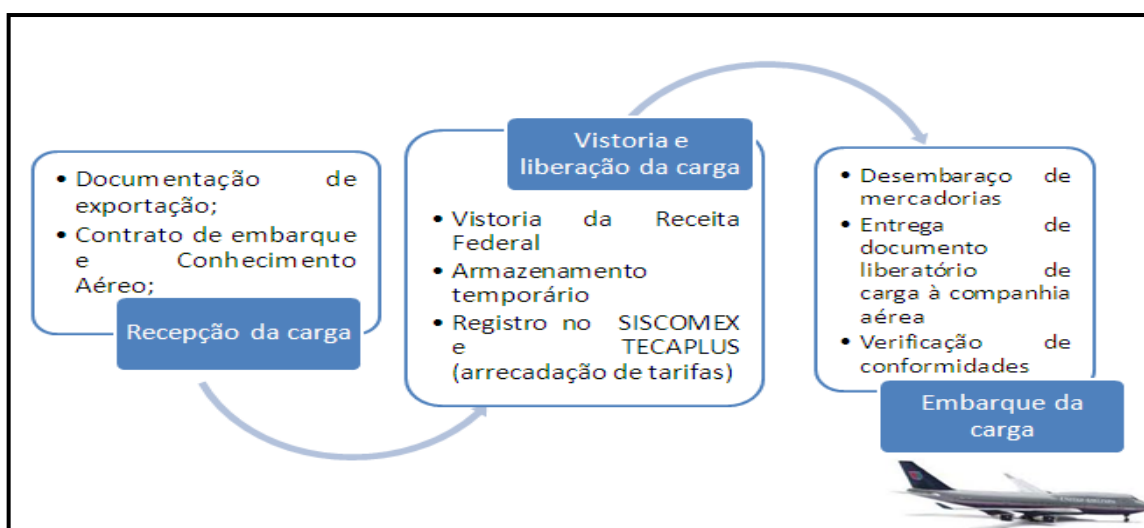 • Documentação de
exportação;
• Contrato de embarque
e Conhecimento
Aéreo;
Recepção da carga
Vistoria e
liberação da carga
• Vistoria da Receita
Federal
• Armazenamento
temporário
• Registro no SISCOMEX
e TECAPLUS
(arrecadação de tarifas)
• Desembaraço de
mercadorias
• Entrega de
documento
liberatório de
carga à companhia
aérea
• Verificação de
conformidades
Embarque da
carga